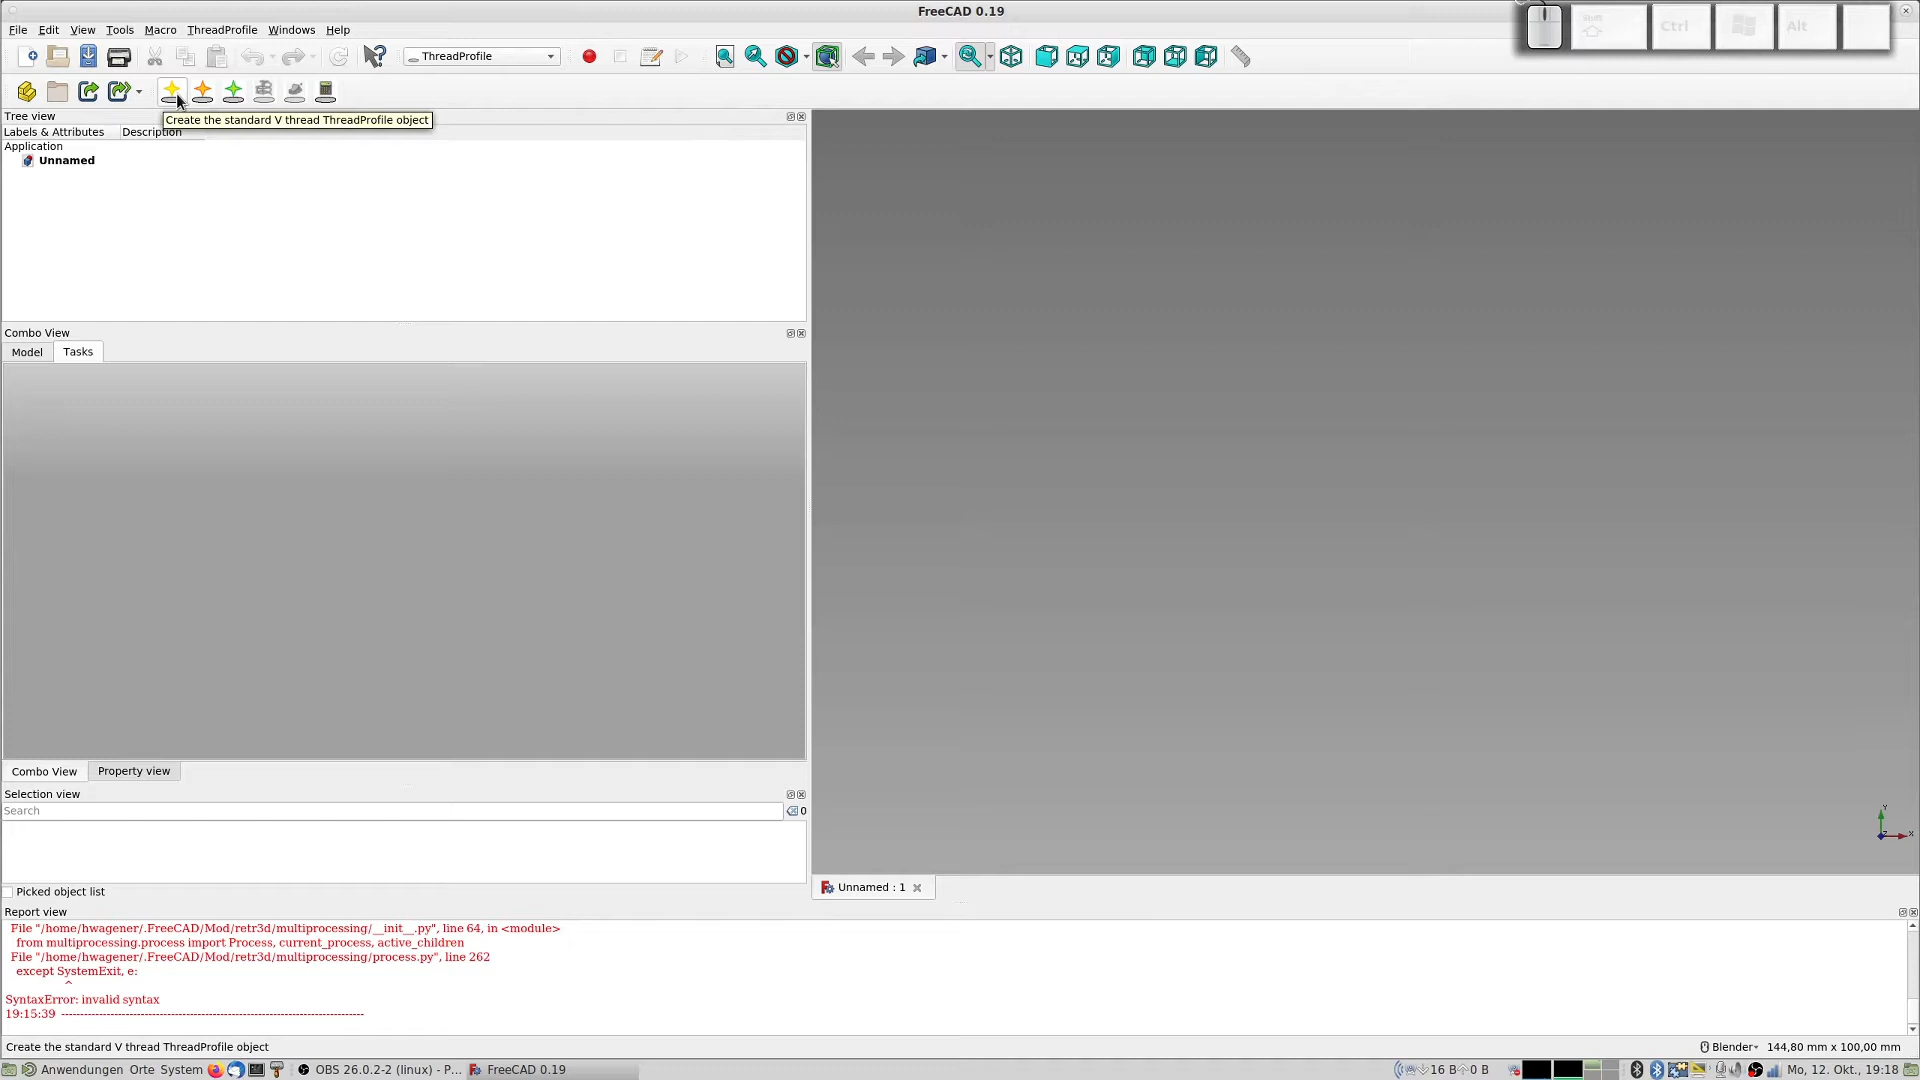 FreeCAD 0.19
Shift
Ctrl
Alt
File Edit View Tools Macro ThreadProfile Windows Help
ThreadProfile
Create the standard V thread ThreadProfile object
Tree view
Labels & Attributes Description
Application
Unnamed
Combo View
Model Tasks
Combo View Property view
Selection view
Search
0
Picked object list
Y
X
Z
Unnamed : 1
Report view
File "/home/hwagener/.FreeCAD/Mod/retr3d/multiprocessing/__init__.py", line 64, in <module>
from multiprocessing.process import Process, current_process, active_children
File "/home/hwagener/.FreeCAD/Mod/retr3d/multiprocessing/process.py", line 262
except SystemExit, e:
^
SyntaxError: invalid syntax
19:15:39 --------------------------------------------------------------------------------
Create the standard V thread ThreadProfile object
Blender 144,80 mm x 100,00 mm
Anwendungen Orte System OBS 26.0.2-2 (linux) - P... FreeCAD 0.19 16 B 0 B Mo, 12. Okt., 19:18